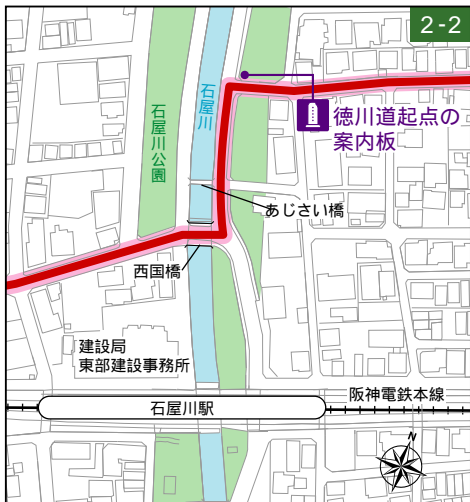 2-2
徳川道起点の
案内板
石屋川
石屋川公園
あじさい橋
西国橋
建設局
東部建設事務所
阪神電鉄本線
石屋川駅
N